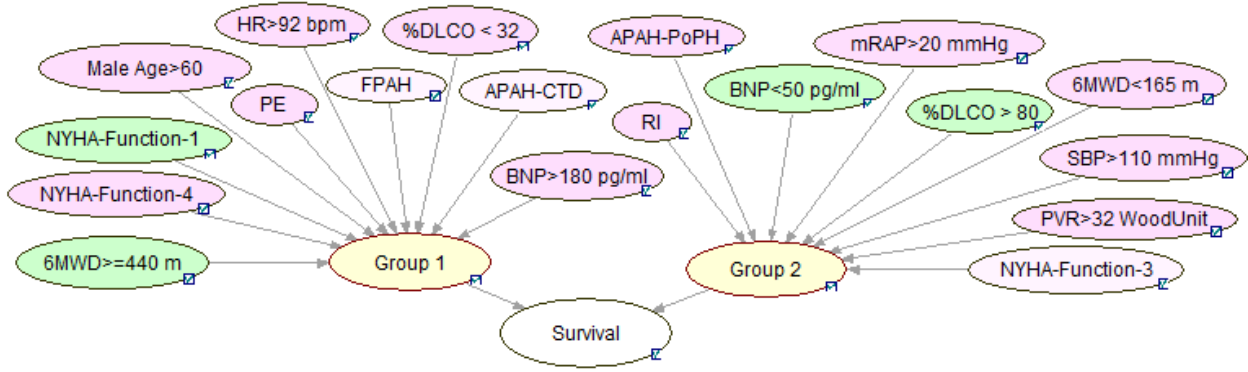 HR>92 bpm
%DLCO < 32
APAH-PoPH
mRAP>20 mmHg
Male Age>60
FPAH
APAH-CTD
BNP<50 pg/ml
6MWD<165 m
PE
RI
%DLCO > 80
NYHA-Function-1
SBP>110 mmHg
BNP>180 pg/ml
NYHA-Function-4
PVR>32 WoodUnit
6MWD>=440 m
Group 1
Group 2
NYHA-Function-3
Survival